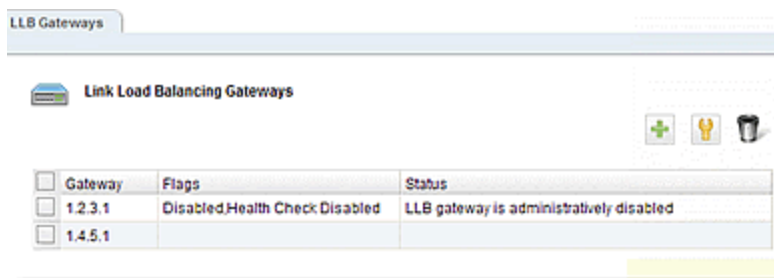 LLB Gateways
Link Load Balancing Gateways
Gateway Flags Status
1.2.3.1 Disabled,Health Check Disabled LLB gateway is administratively disabled
1.4.5.1